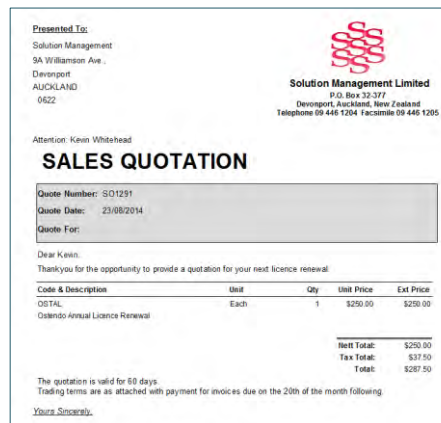 Presented To:
Solution Management
9A Williamson Ave ,
Devonport
AUCKLAND
0622
Solution Management Limited
P.O. Box 32-377
Devonport, Auckland, New Zealand
Telephone 09 446 1204 Facsimile 09 446 1205
Attention: Kevin Whitehead
SALES QUOTATION
Quote Number: SO1291
Quote Date: 23/08/2014
Quote For:
Dear Kevin.
Thankyou for the opportunity to provide a quotation for your next licence renewal
Code & Description Unit Qty Unit Price Ext Price
OSTAL Each 1 $250.00 $250.00
Ostendo Annual Licence Renewal
Nett Total: $250.00
Tax Total: $37.50
Total: $287.50
The quotation is valid for 60 days
Trading terms are as attached with payment for invoices due on the 20th of the month following.
Yours Sincerely,